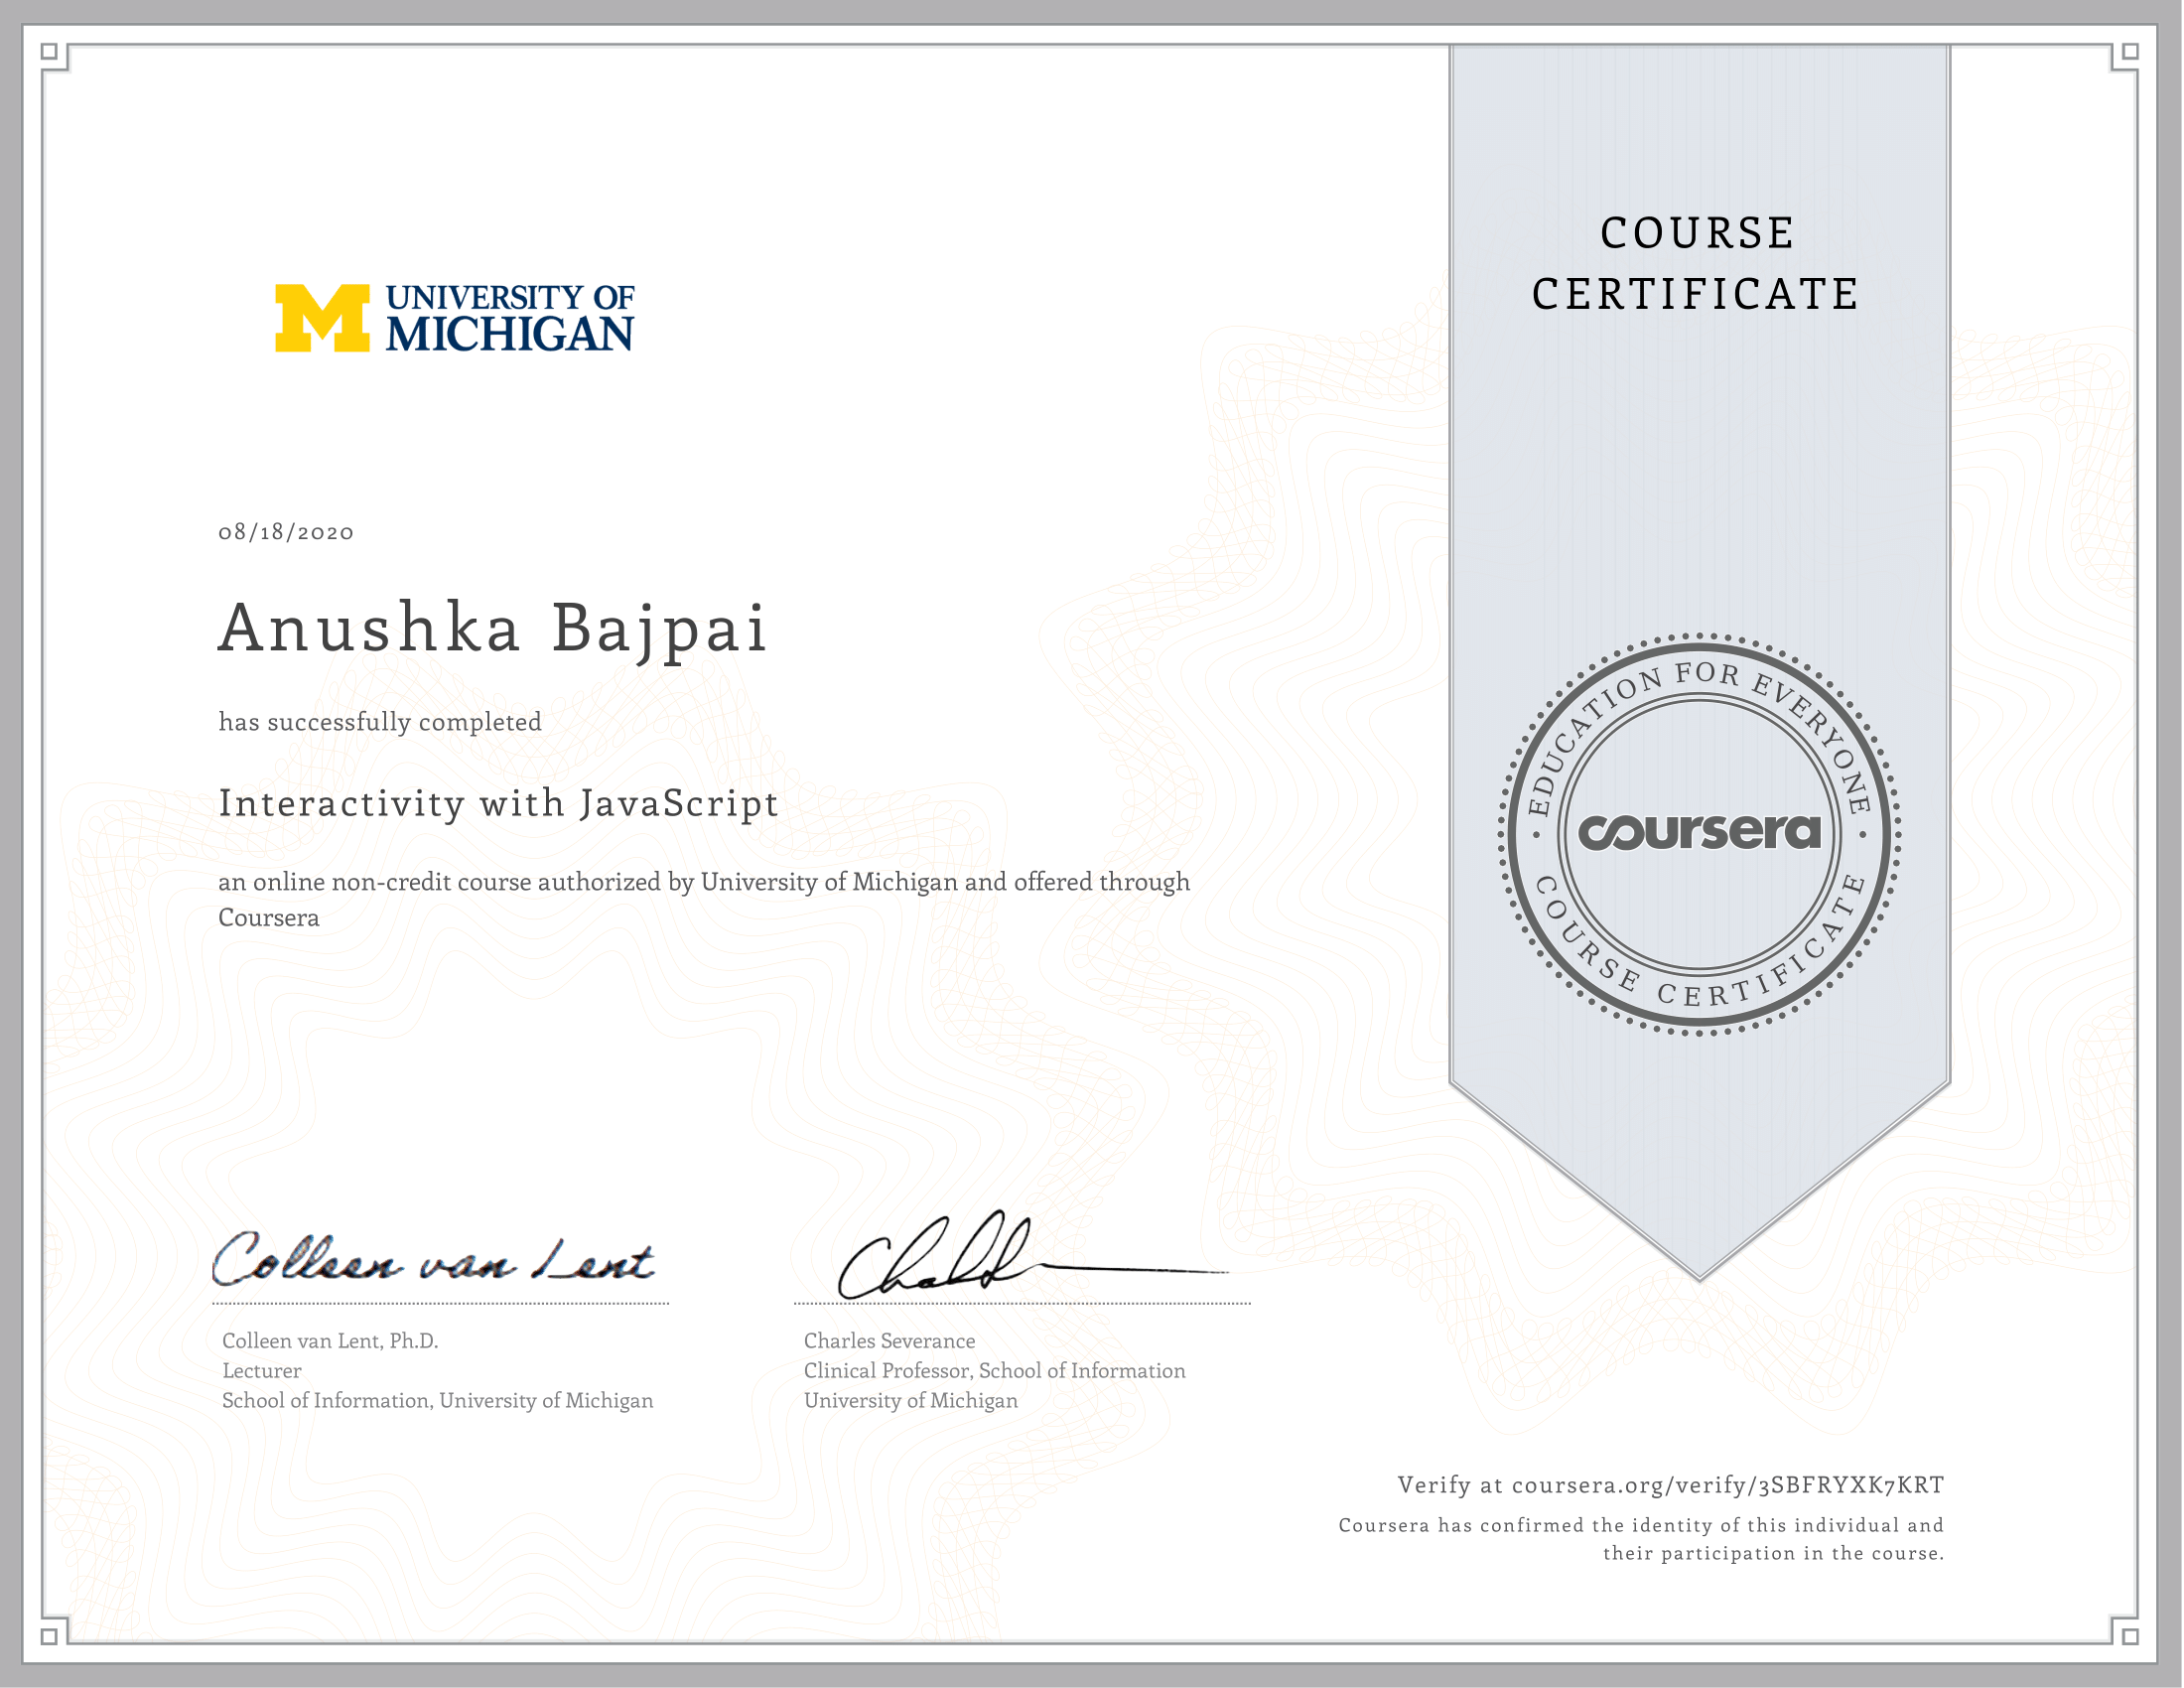 COURSE
CERTIFICATE
UNIVERSITY OF
MICHIGAN
08/18/2020
Anushka Bajpai
has successfully completed
Interactivity with JavaScript
an online non-credit course authorized by University of Michigan and offered through
Coursera
EDUCATION FOR EVERYONE
coursera
COURSE CERTIFICATE
Colleen van Lent
Colleen van Lent, Ph.D.
Lecturer
School of Information, University of Michigan
Charles Severance
Clinical Professor, School of Information
University of Michigan
Verify at coursera.org/verify/3SBFRYXK7KRT
Coursera has confirmed the identity of this individual and
their participation in the course.